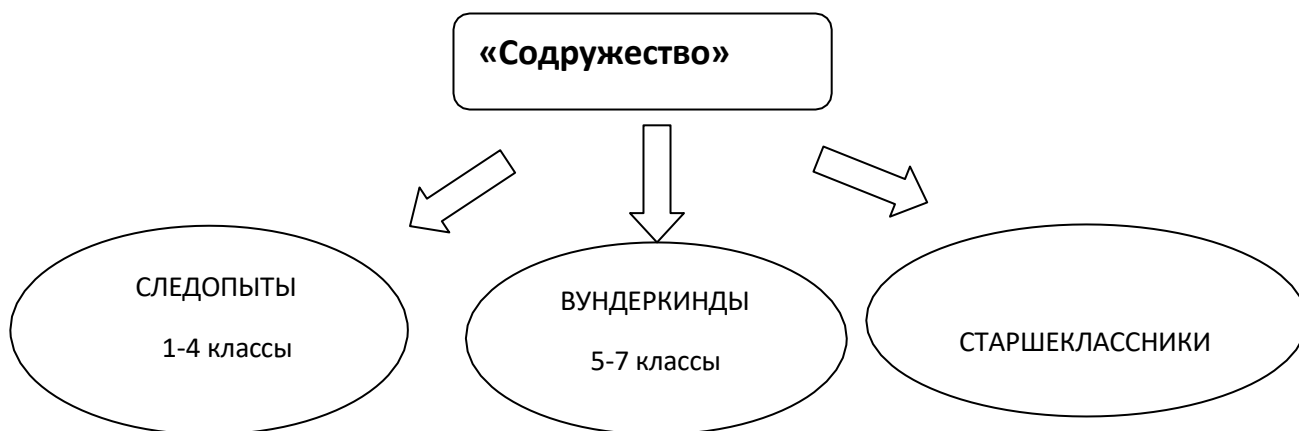 «Содружество»
СЛЕДОПЫТЫ
1-4 классы
ВУНДЕРКИНДЫ
5-7 классы
СТАРШЕКЛАССНИКИ